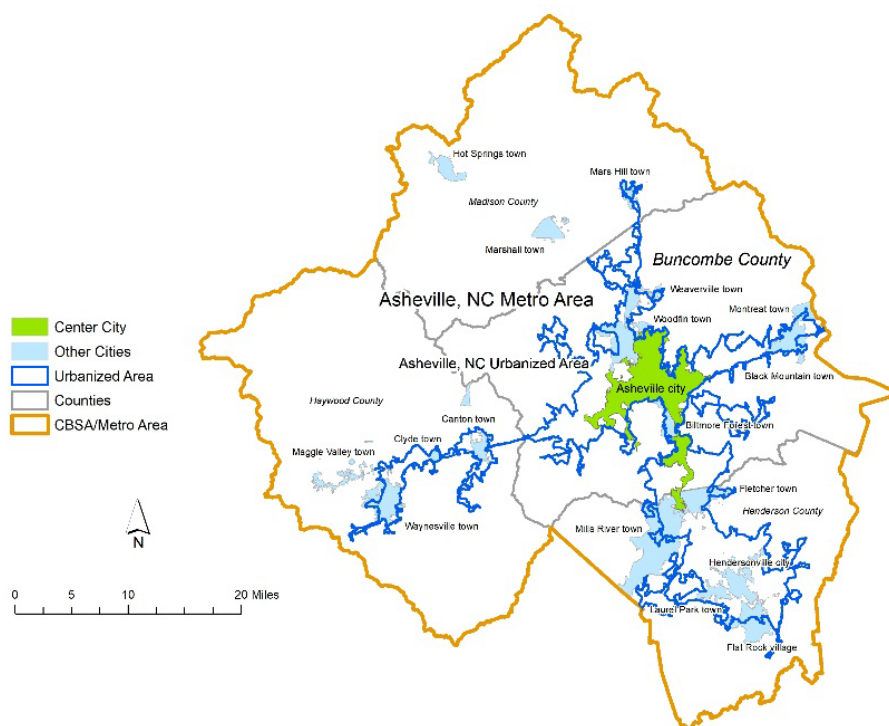 Hot Springs town
Mars Hill town
Madison County
Marshall town
Buncombe County
Weaverville town
Asheville, NC Metro Area
Montreat town
Woodfin town
Center City
Other Cities
Urbanized Area
Counties
CBSA/Metro Area
Asheville, NC Urbanized Area
Black Mountain town
Asheville city
Haywood County
Canton town
Biltmore Forest town
Clyde town
Maggie Valley town
Fletcher town
Henderson County
Waynesville town
Mills River town
N
Hendersonville city
0 5 10 20 Miles
Laurel Park town
Flat Rock village